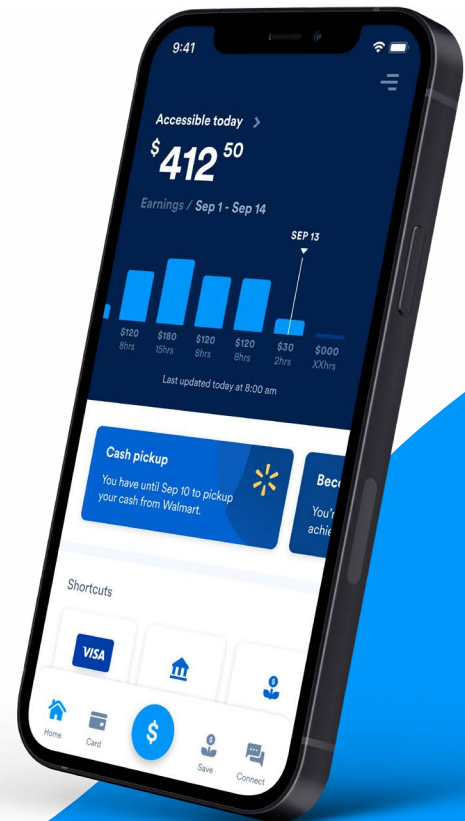 9:41
Accessible today >
$412 50
Earnings / Sep 1 - Sep 14
SEP 13
$120 $180 $120 $120 $30 $000
8hrs 15hrs 8hrs 8hrs 2hrs XXhrs
Last updated today at 8:00 am
Cash pickup
You have until Sep 10 to pickup
your cash from Walmart.
Shortcuts
VISA
$
Home Card Save Connect